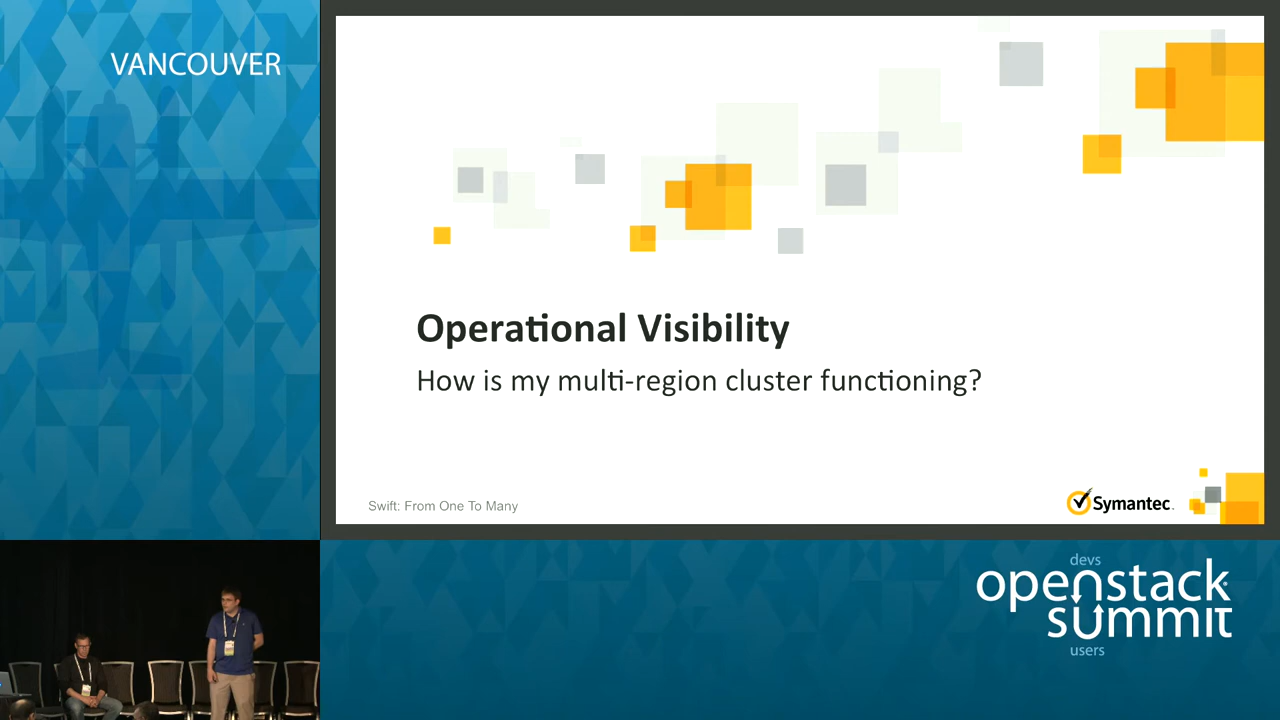 VANCOUVER
Operational Visibility
How is my multi-region cluster functioning?
Swift: From One To Many
Symantec.
devs
openstack
summit
users